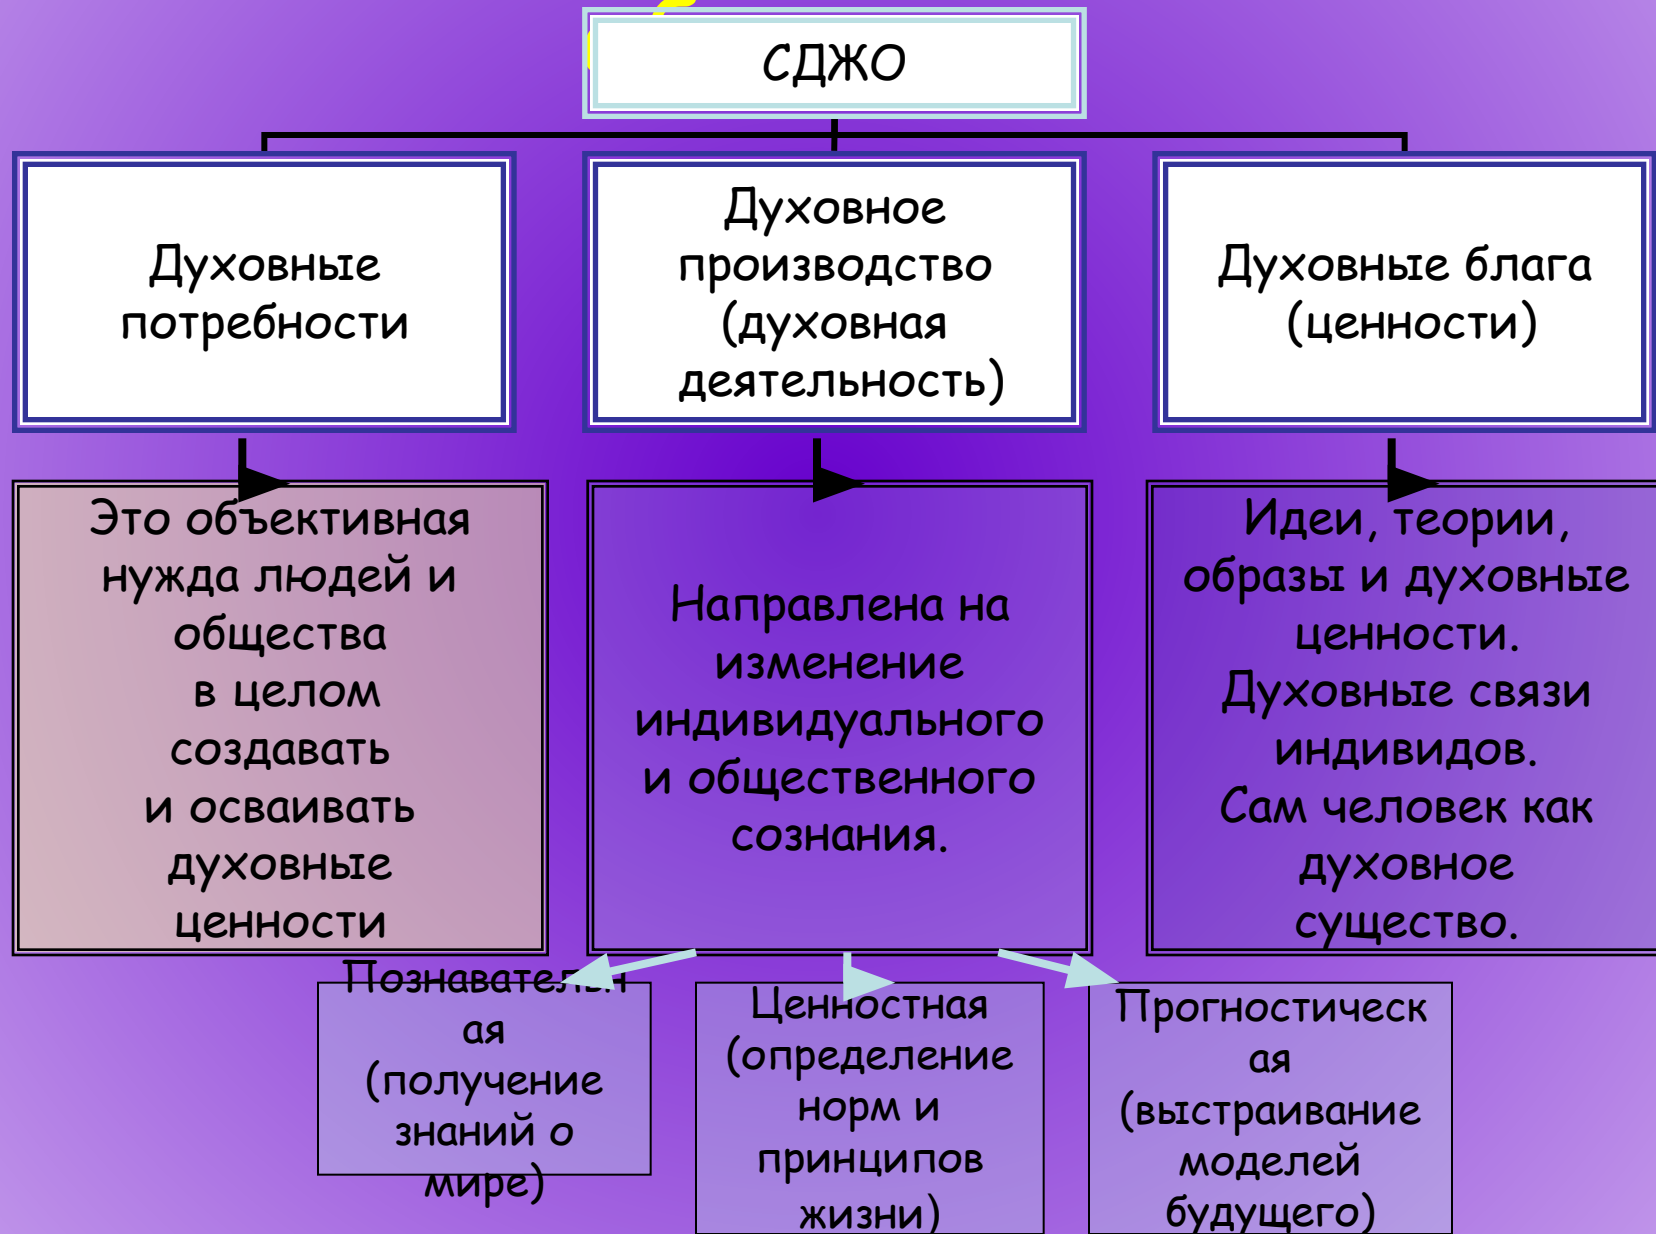 СДЖО
Духовные
потребности
Духовное
производство
(духовная
деятельность)
Духовные блага
(ценности)
Это объективная
нужда людей и
общества
в целом
создавать
и осваивать
духовные
ценности
Направлена на
изменение
индивидуального
и общественного
сознания.
Идеи, теории,
образы и духовные
ценности.
Духовные связи
индивидов.
Сам человек как
духовное
существо.
Познавательн
ая
(получение
знаний о
мире)
Ценностная
(определение
норм и
принципов
жизни)
Прогностическ
ая
(выстраивание
моделей
будущего)